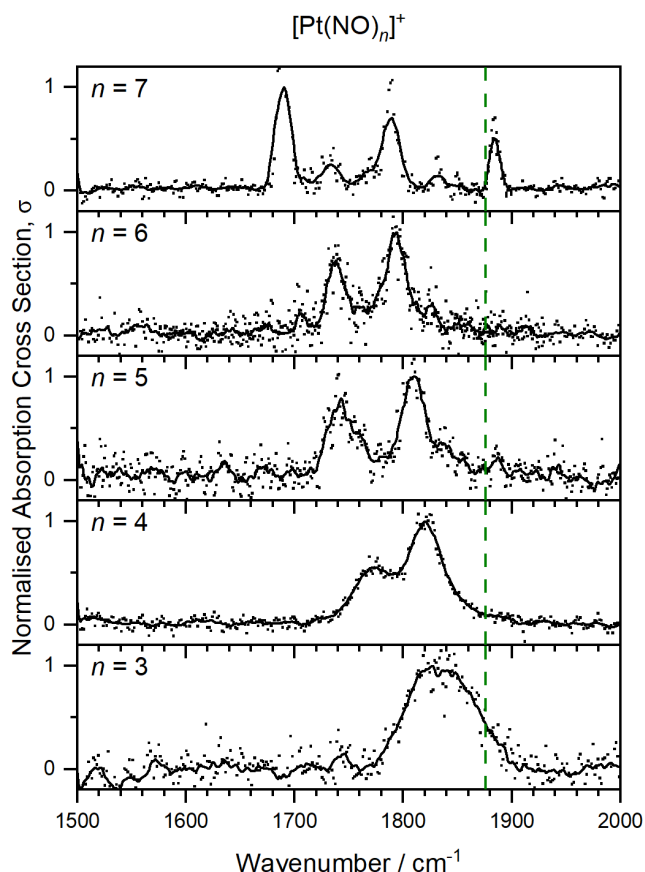 [Pt(NO)ₙ]⁺
Normalised Absorption Cross Section, σ
n = 7
1
0
n = 6
1
0
n = 5
1
0
n = 4
1
0
n = 3
1
0
1500 1600 1700 1800 1900 2000
Wavenumber / cm⁻¹